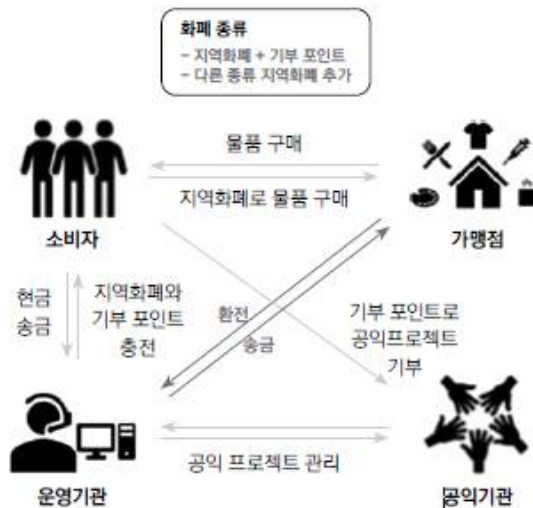 화폐 종류
– 지역화폐 + 기부 포인트
– 다른 종류 지역화폐 추가
물품 구매
지역화폐로 물품 구매
소비자
가맹점
현금
송금
지역화폐와
기부 포인트
충전
환전
송금
기부 포인트로
공익프로젝트
기부
공익 프로젝트 관리
운영기관
공익기관